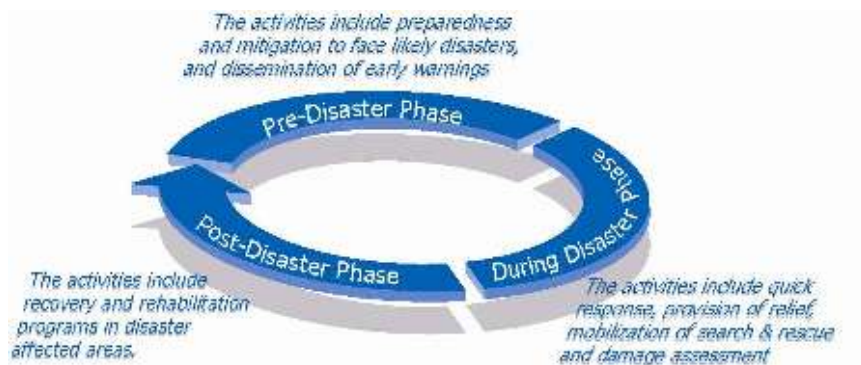 The activities include preparedness
and mitigation to face likely disasters,
and dissemination of early warnings
Pre-Disaster Phase
During Disaster Phase
Post-Disaster Phase
The activities include
recovery and rehabilitation
programs in disaster
affected areas.
The activities include quick
response, provision of relief,
mobilization of search & rescue
and damage assessment